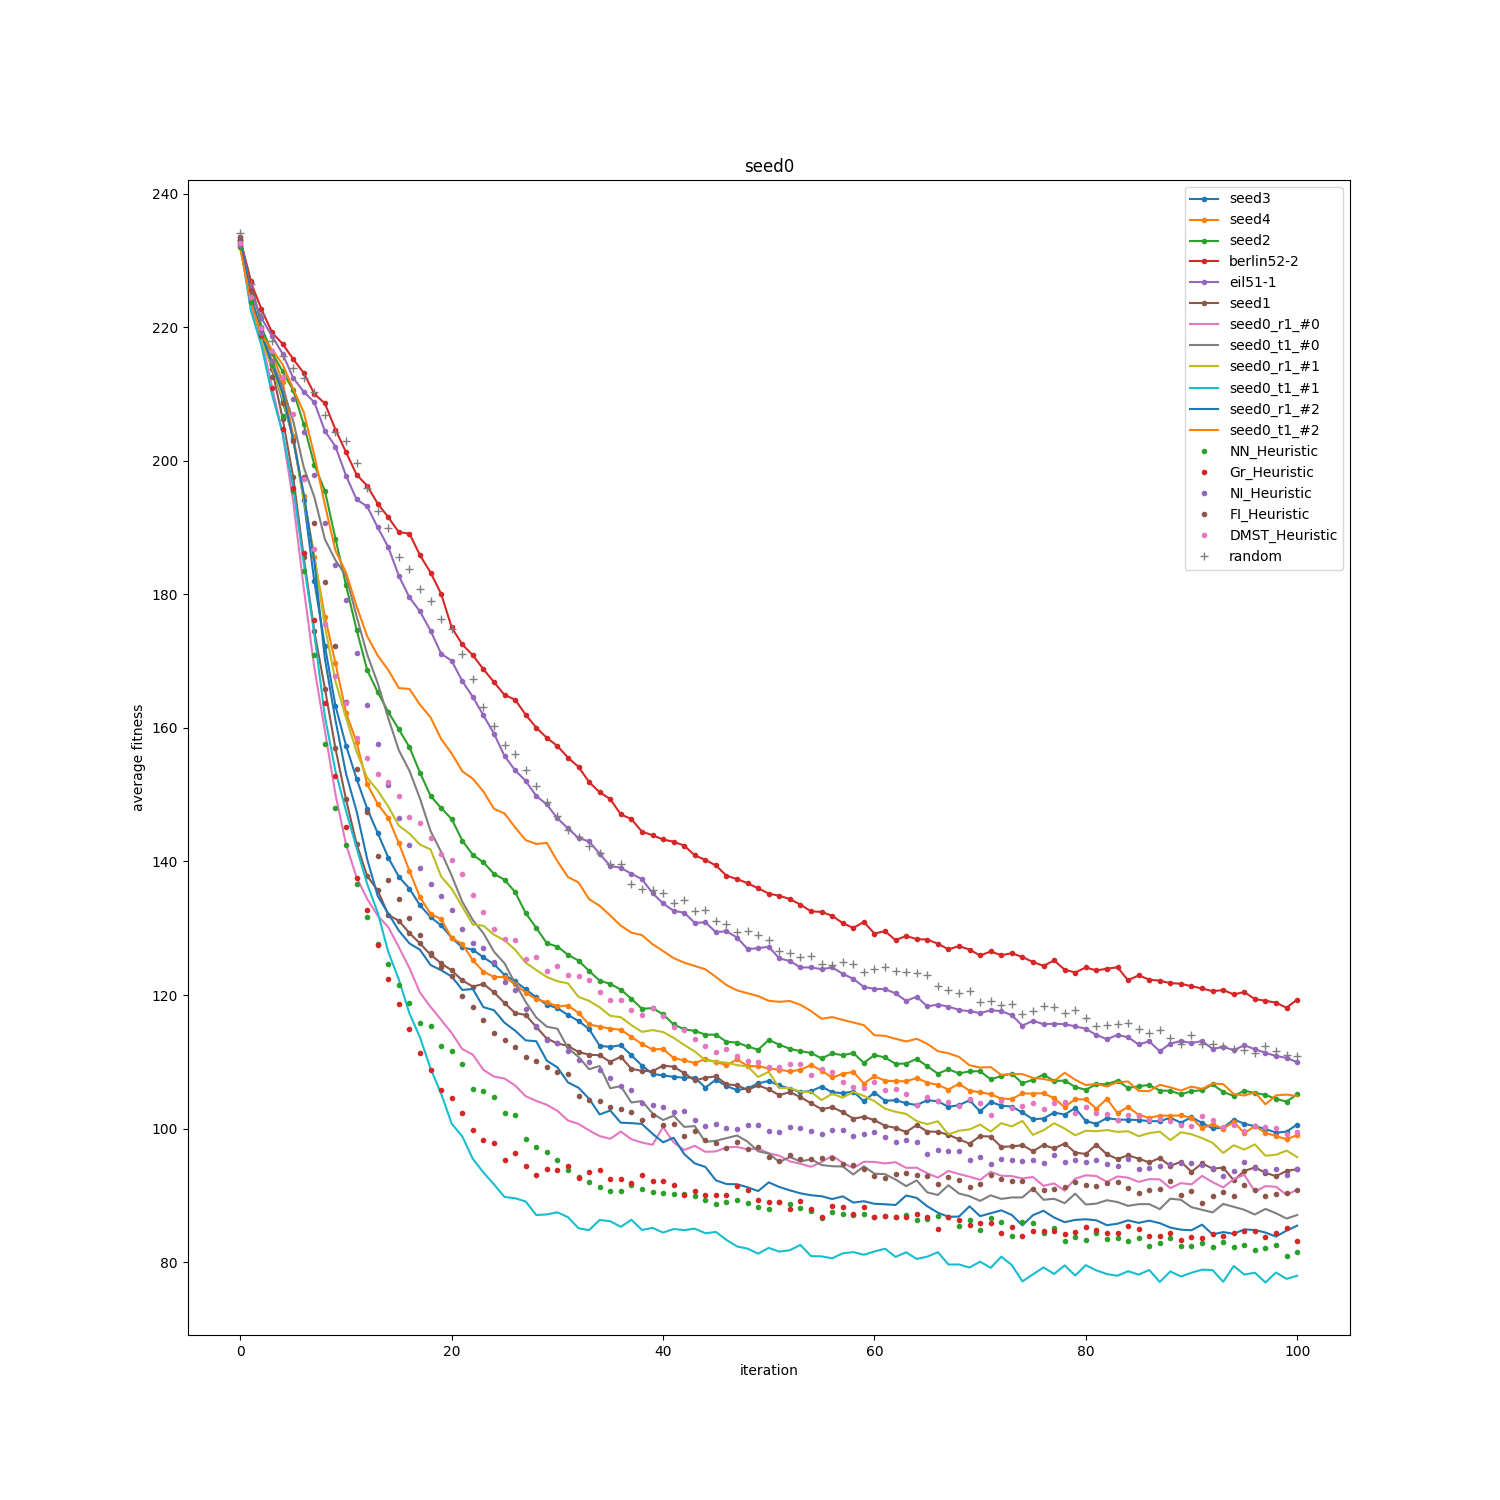 seed0
240
220
200
180
160
140
120
100
80
average fitness
0 20 40 60 80 100
iteration
seed3
seed4
seed2
berlin52-2
eil51-1
seed1
seed0_r1_#0
seed0_t1_#0
seed0_r1_#1
seed0_t1_#1
seed0_r1_#2
seed0_t1_#2
NN_Heuristic
Gr_Heuristic
NI_Heuristic
FI_Heuristic
DMST_Heuristic
random